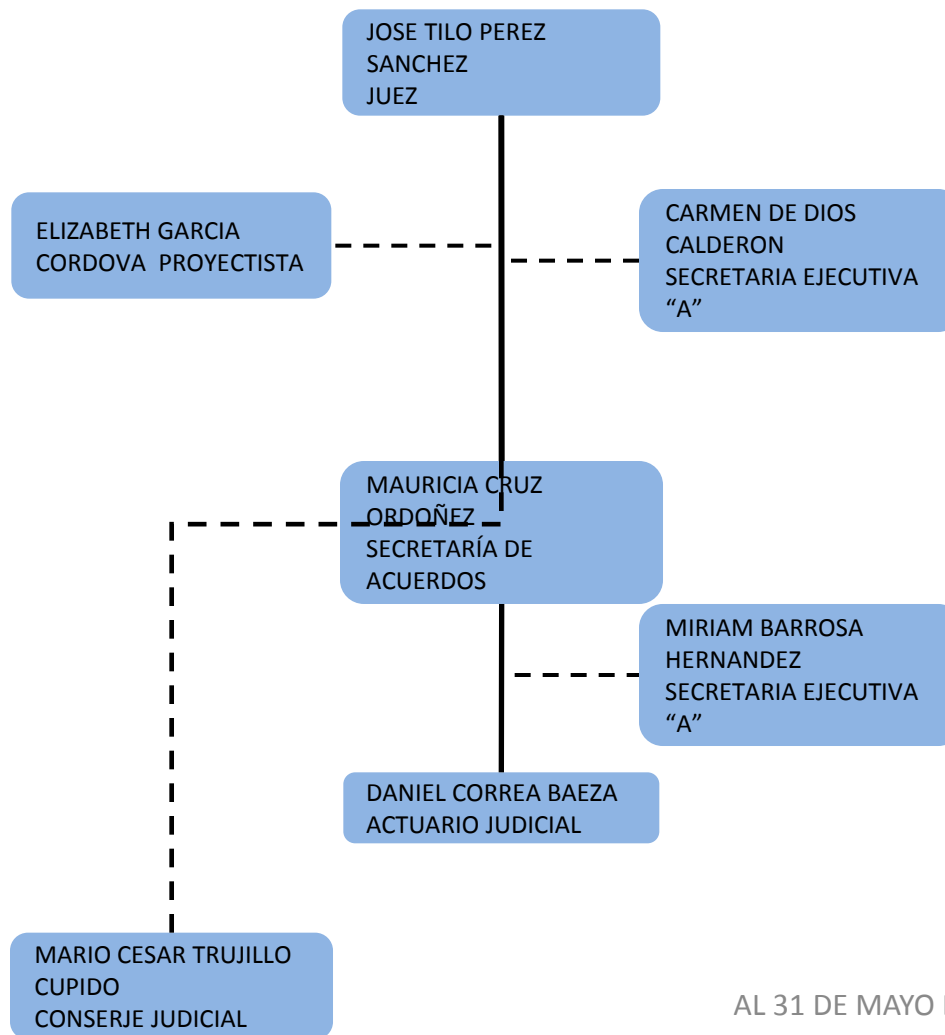 JOSE TILO PEREZ
SANCHEZ
JUEZ
ELIZABETH GARCIA
CORDOVA PROYECTISTA
CARMEN DE DIOS
CALDERON
SECRETARIA EJECUTIVA
“A”
MAURICIA CRUZ
ORDOÑEZ
SECRETARÍA DE
ACUERDOS
MIRIAM BARROSA
HERNANDEZ
SECRETARIA EJECUTIVA
“A”
DANIEL CORREA BAEZA
ACTUARIO JUDICIAL
MARIO CESAR TRUJILLO
CUPIDO
CONSERJE JUDICIAL
AL 31 DE MAYO